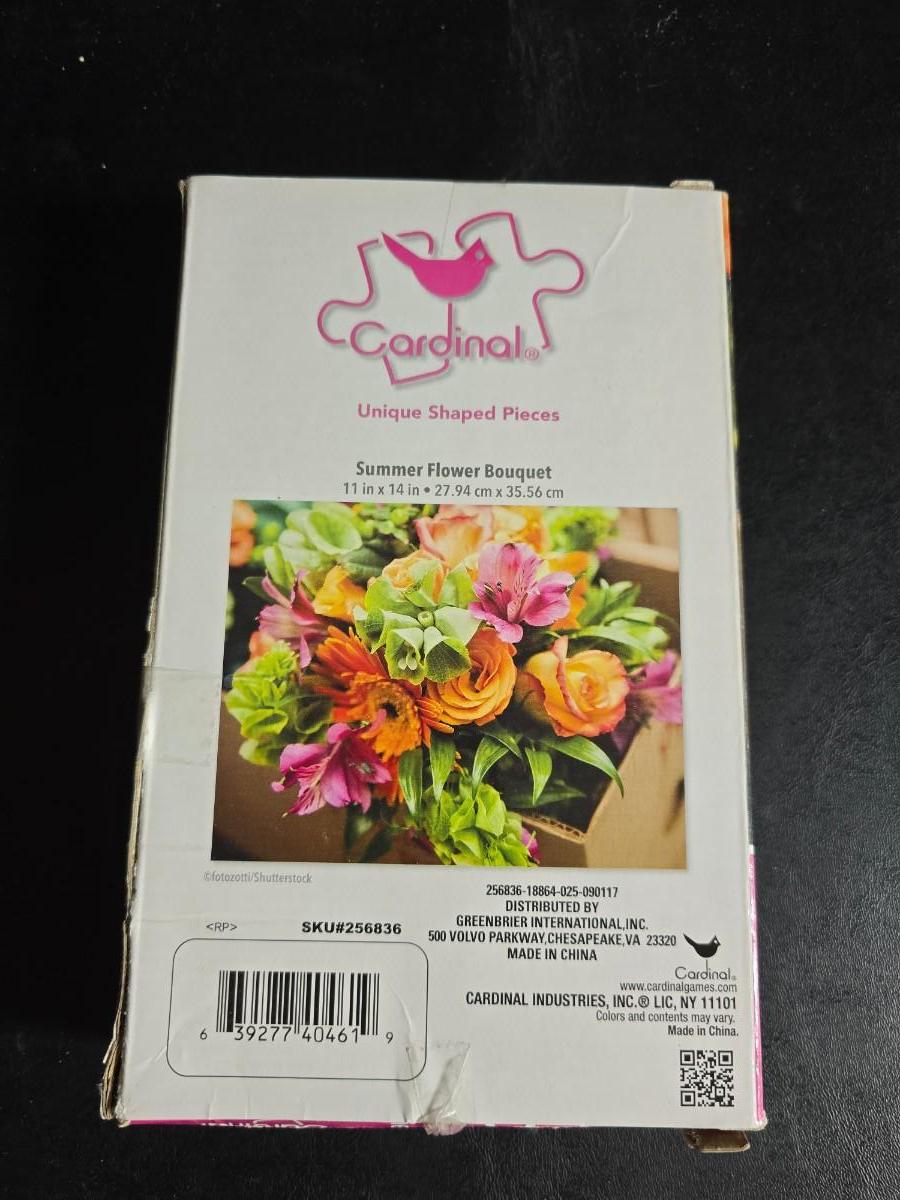 Cardinal®
Unique Shaped Pieces
Summer Flower Bouquet
11 in x 14 in • 27.94 cm x 35.56 cm
©fotozotti/Shutterstock
<RP>
SKU#256836
6 39277 40461 9
256836-18864-025-090117
DISTRIBUTED BY
GREENBRIER INTERNATIONAL,INC.
500 VOLVO PARKWAY,CHESAPEAKE,VA 23320
MADE IN CHINA
Cardinal®
www.cardinalgames.com
CARDINAL INDUSTRIES, INC.® LIC, NY 11101
Colors and contents may vary.
Made in China.